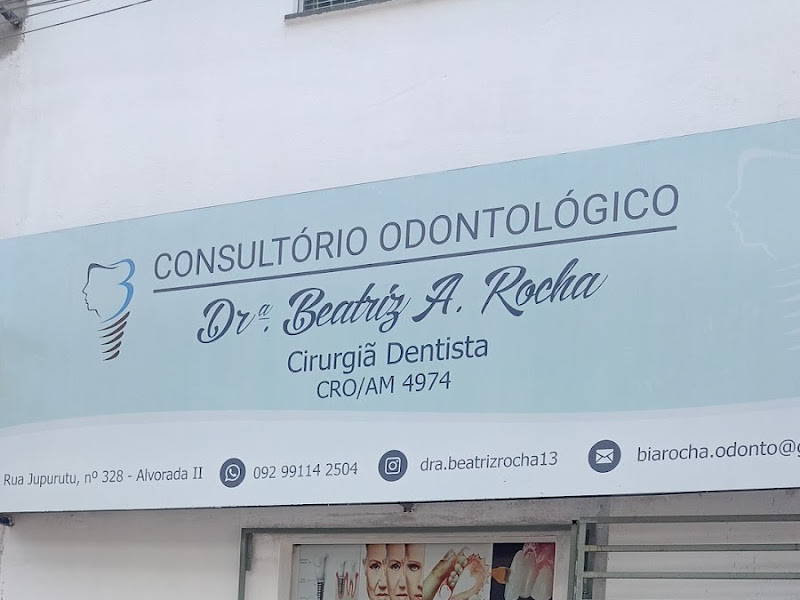 CONSULTÓRIO ODONTOLÓGICO
Drª. Beatriz A. Rocha
Cirurgiã Dentista
CRO/AM 4974
Rua Jupurutu, nº 328 - Alvorada II 092 99114 2504 dra.beatrizrocha13 biarocha.odonto@g